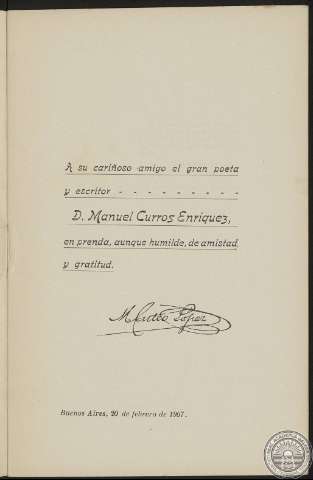 A su cariñoso amigo el gran poeta
y escritor - - - - - - - - -
D. Manuel Curros Enríquez,
en prenda, aunque humilde, de amistad
y gratitud.
López
Buenos Aires, 20 de febrero de 1907.